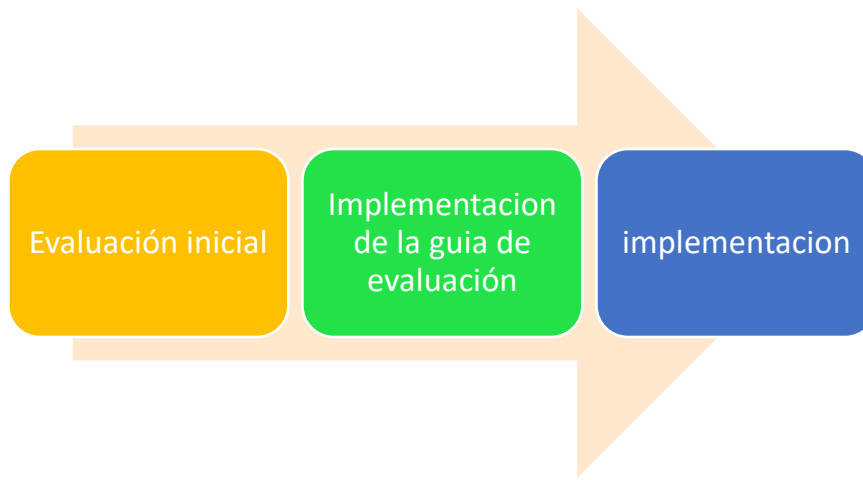 Evaluación inicial
Implementacion
de la guia de
evaluación
implementacion